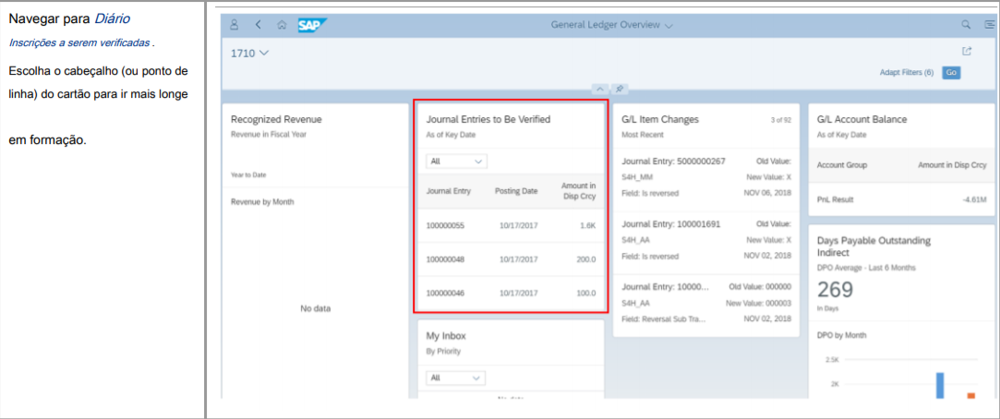 Navegar para Diário
Inscrições a serem verificadas .
Escolha o cabeçalho (ou ponto de
linha) do cartão para ir mais longe
em formação.
SAP
General Ledger Overview
1710
Adapt Filters (6) Go
Recognized Revenue
Revenue in Fiscal Year
Year to Date
Revenue by Month
No data
Journal Entries to Be Verified
As of Key Date
All
Journal Entry Posting Date Amount in
Disp Crcy
100000055 10/17/2017 1.6K
100000048 10/17/2017 200.0
100000046 10/17/2017 100.0
My Inbox
By Priority
All
No data
G/L Item Changes 3 of 92
Most Recent
Journal Entry: 5000000267 Old Value:
S4H_MM New Value: X
Field: Is reversed NOV 06, 2018
Journal Entry: 100001691 Old Value:
S4H_AA New Value: X
Field: Is reversed NOV 02, 2018
Journal Entry: 10000... Old Value: 000000
S4H_AA New Value: 000003
Field: Reversal Sub Tra... NOV 02, 2018
G/L Account Balance
As of Key Date
Account Group Amount in Disp Crcy
PnL Result -4.61M
Days Payable Outstanding
Indirect
DPO Average - Last 6 Months
269
In Days
DPO by Month
2.5K
2K